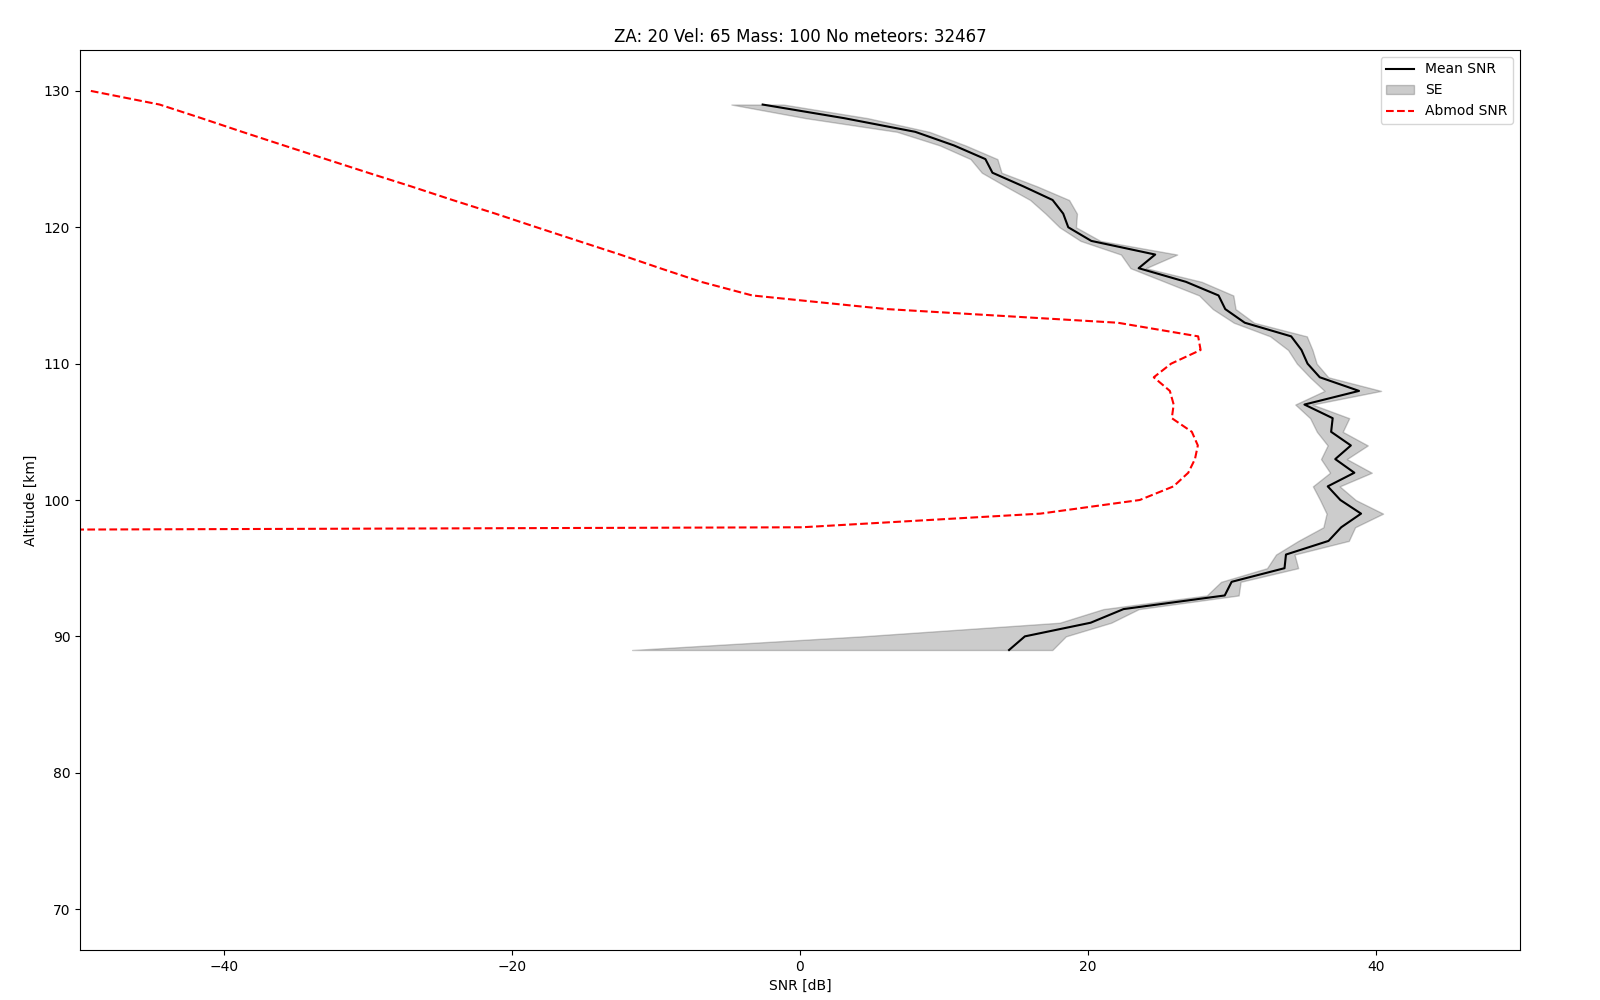 ZA: 20 Vel: 65 Mass: 100 No meteors: 32467
Mean SNR
SE
Abmod SNR
130
120
110
100
90
80
70
Altitude [km]
−40
−20
0
20
40
SNR [dB]